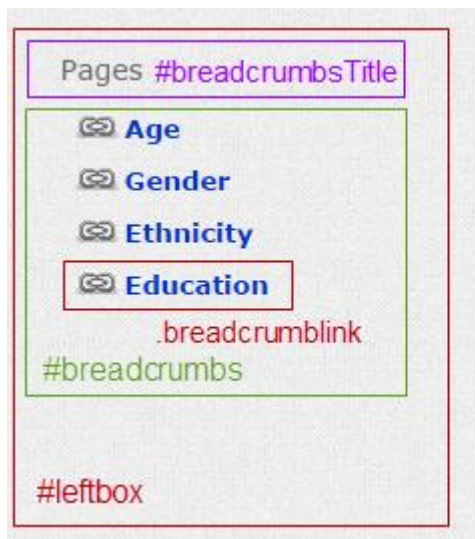 Pages #breadcrumbsTitle
Age
Gender
Ethnicity
Education
.breadcrumblink
#breadcrumbs
#leftbox